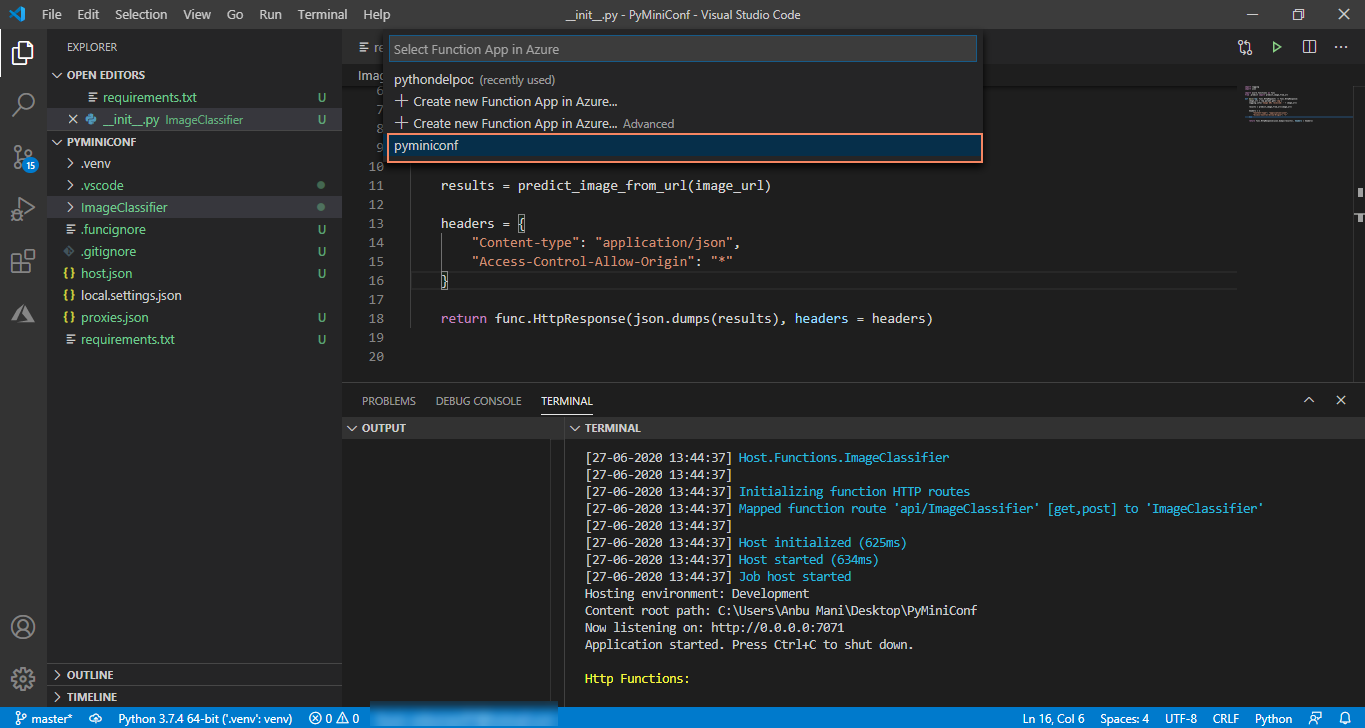 File Edit Selection View Go Run Terminal Help
__init__.py - PyMiniConf - Visual Studio Code
EXPLORER
OPEN EDITORS
requirements.txt U
__init__.py ImageClassifier U
PYMINICONF
.venv
.vscode
ImageClassifier
.funcignore U
.gitignore U
host.json U
local.settings.json
proxies.json U
requirements.txt U
OUTLINE
TIMELINE
15
re
Imag
Select Function App in Azure
pythondelpoc (recently used)
Create new Function App in Azure...
Create new Function App in Azure... Advanced
pyminiconf
6
7
8
9
10
11 results = predict_image_from_url(image_url)
12
13 headers = {
14 "Content-type": "application/json",
15 "Access-Control-Allow-Origin": "*"
16 }
17
18 return func.HttpResponse(json.dumps(results), headers = headers)
19
20
PROBLEMS DEBUG CONSOLE TERMINAL
OUTPUT
TERMINAL
[27-06-2020 13:44:37] Host.Functions.ImageClassifier
[27-06-2020 13:44:37]
[27-06-2020 13:44:37] Initializing function HTTP routes
[27-06-2020 13:44:37] Mapped function route 'api/ImageClassifier' [get,post] to 'ImageClassifier'
[27-06-2020 13:44:37]
[27-06-2020 13:44:37] Host initialized (625ms)
[27-06-2020 13:44:37] Host started (634ms)
[27-06-2020 13:44:37] Job host started
Hosting environment: Development
Content root path: C:\Users\Anbu Mani\Desktop\PyMiniConf
Now listening on: http://0.0.0.0:7071
Application started. Press Ctrl+C to shut down.
Http Functions:
master* Python 3.7.4 64-bit ('.venv': venv) 0 0 Ln 16, Col 6 Spaces: 4 UTF-8 CRLF Python